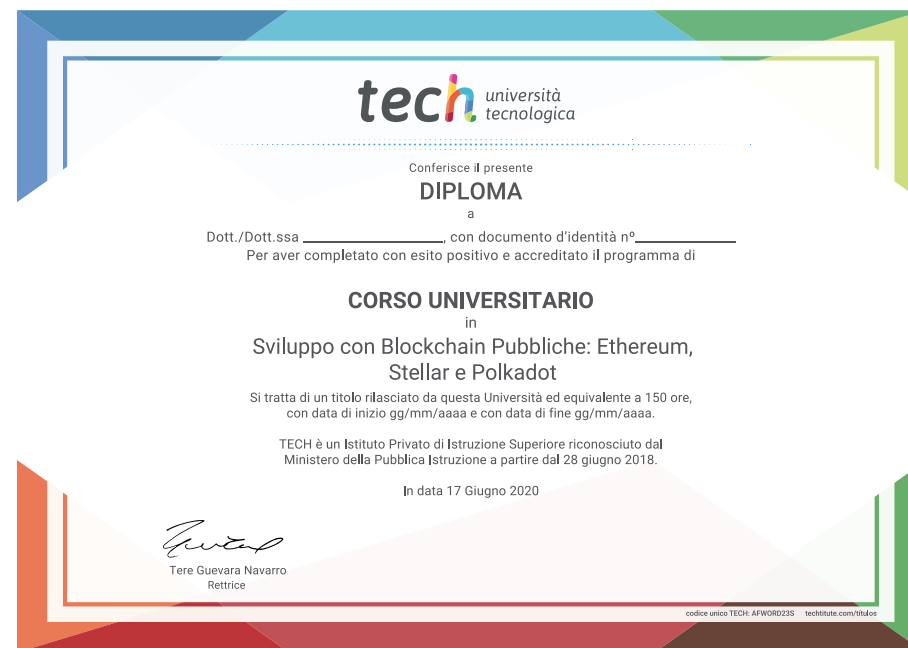 tech università
tecnologica
Conferisce il presente
DIPLOMA
a
Dott./Dott.ssa ____________________, con documento d'identità nº______________
Per aver completato con esito positivo e accreditato il programma di
CORSO UNIVERSITARIO
in
Sviluppo con Blockchain Pubbliche: Ethereum,
Stellar e Polkadot
Si tratta di un titolo rilasciato da questa Università ed equivalente a 150 ore,
con data di inizio gg/mm/aaaa e con data di fine gg/mm/aaaa.
TECH è un Istituto Privato di Istruzione Superiore riconosciuto dal
Ministero della Pubblica Istruzione a partire dal 28 giugno 2018.
In data 17 Giugno 2020
Tere Guevara Navarro
Rettrice
codice unico TECH: AFWORD23S techtitute.com/títulos